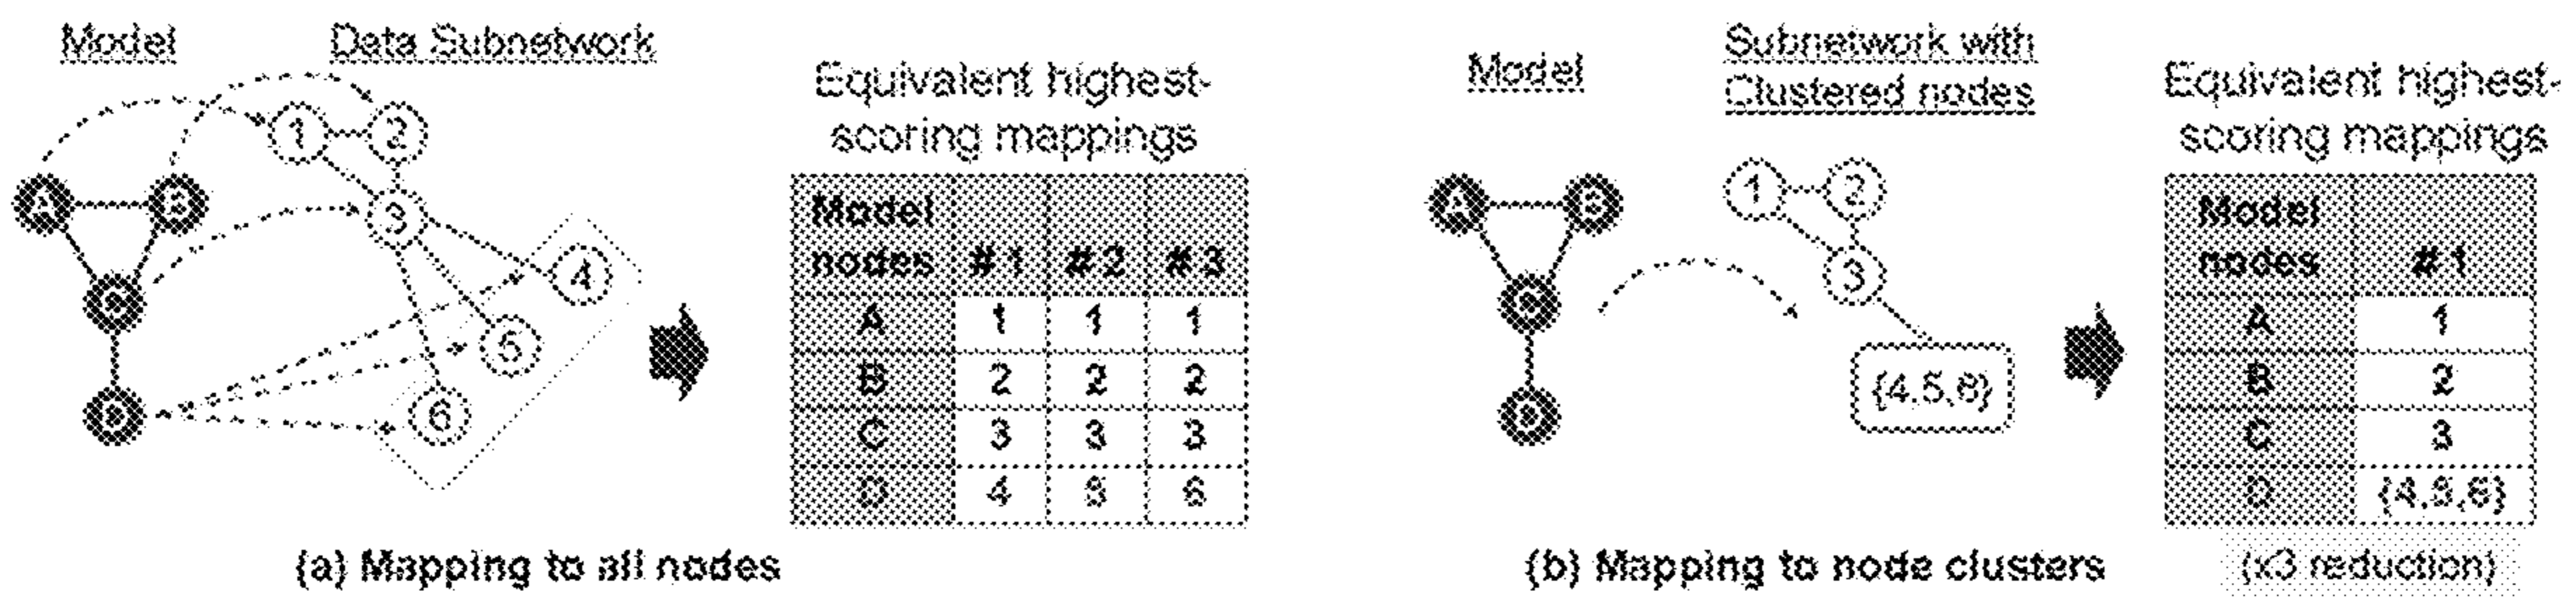 Model
Data Subnetwork
Equivalent highest-
scoring mappings
A
B
1
2
3
4
5
6
Model
nodes #1 #2 #3
A 1 1 1
B 2 2 2
C 3 3 3
D 4 5 6
(a) Mapping to all nodes
Model
Subnetwork with
Clustered nodes
Equivalent highest-
scoring mappings
A
B
1
2
3
{4,5,6}
Model
nodes #1
A 1
B 2
C 3
D {4,5,6}
(b) Mapping to node clusters
(x3 reduction)